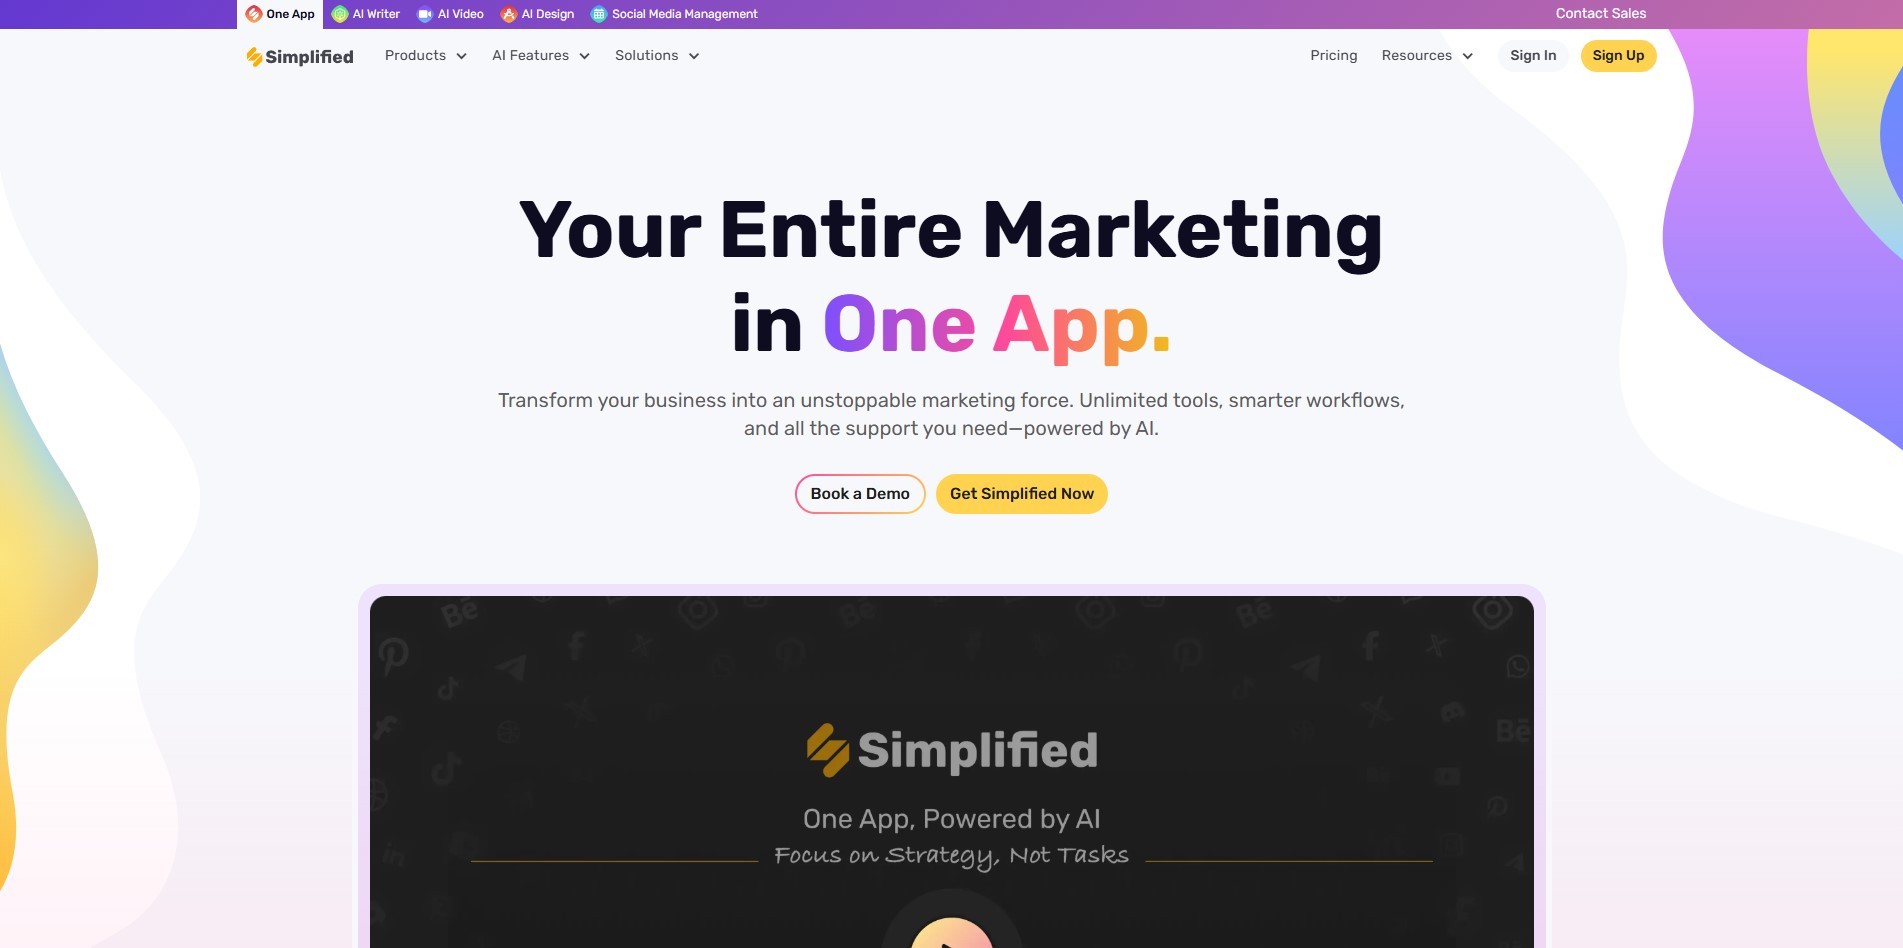 One App AI Writer AI Video AI Design Social Media Management Contact Sales
Simplified Products AI Features Solutions Pricing Resources Sign In Sign Up
Your Entire Marketing
in One App.
Transform your business into an unstoppable marketing force. Unlimited tools, smarter workflows,
and all the support you need—powered by AI.
Book a Demo Get Simplified Now
Simplified
One App, Powered by AI
Focus on Strategy, Not Tasks